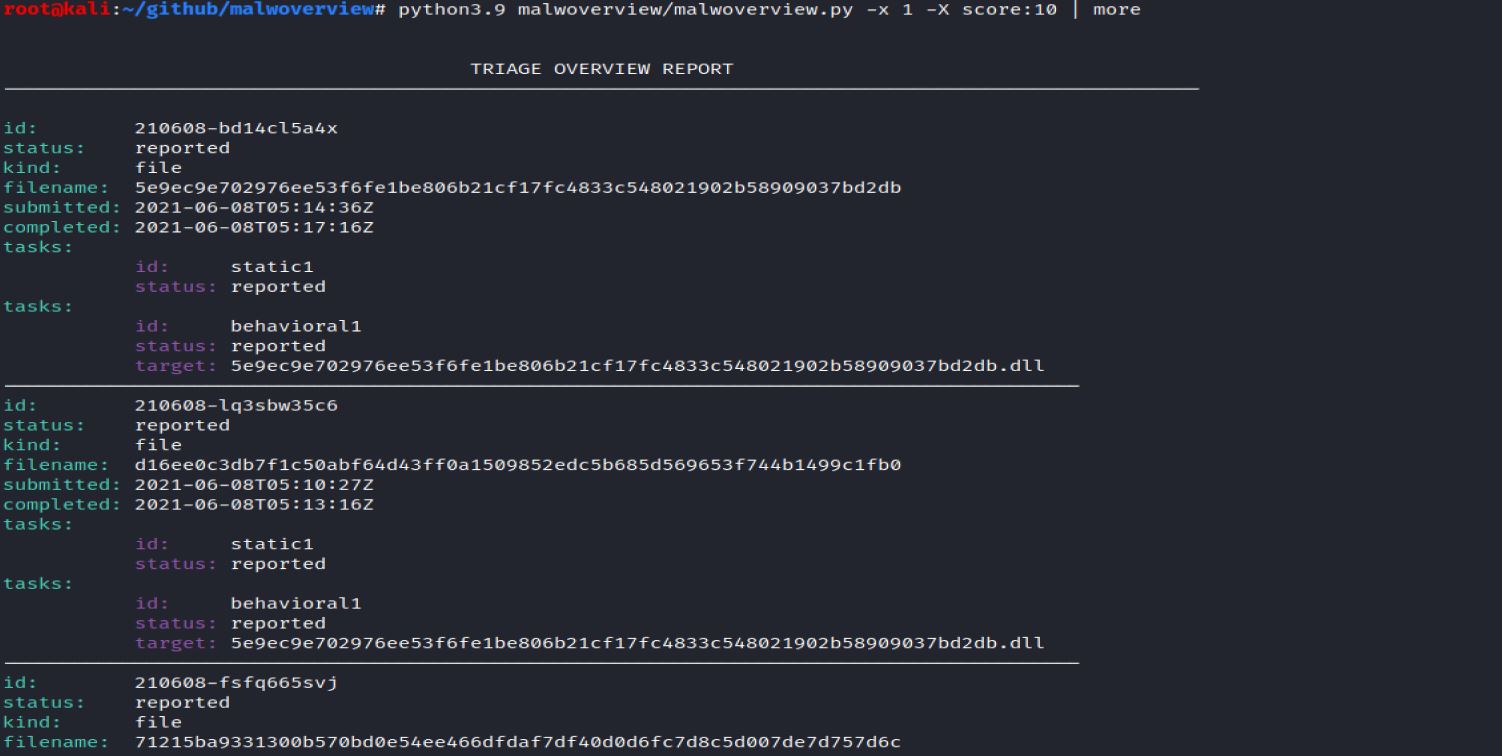 root@kali:~/github/malwoverview# python3.9 malwoverview/malwoverview.py -x 1 -X score:10 | more
TRIAGE OVERVIEW REPORT
id: 210608-bd14cl5a4x
status: reported
kind: file
filename: 5e9ec9e702976ee53f6fe1be806b21cf17fc4833c548021902b58909037bd2db
submitted: 2021-06-08T05:14:36Z
completed: 2021-06-08T05:17:16Z
tasks:
id: static1
status: reported
tasks:
id: behavioral1
status: reported
target: 5e9ec9e702976ee53f6fe1be806b21cf17fc4833c548021902b58909037bd2db.dll
id: 210608-lq3sbw35c6
status: reported
kind: file
filename: d16ee0c3db7f1c50abf64d43ff0a1509852edc5b685d569653f744b1499c1fb0
submitted: 2021-06-08T05:10:27Z
completed: 2021-06-08T05:13:16Z
tasks:
id: static1
status: reported
tasks:
id: behavioral1
status: reported
target: 5e9ec9e702976ee53f6fe1be806b21cf17fc4833c548021902b58909037bd2db.dll
id: 210608-fsfq665svj
status: reported
kind: file
filename: 71215ba9331300b570bd0e54ee466dfdaf7df40d0d6fc7d8c5d007de7d757d6c